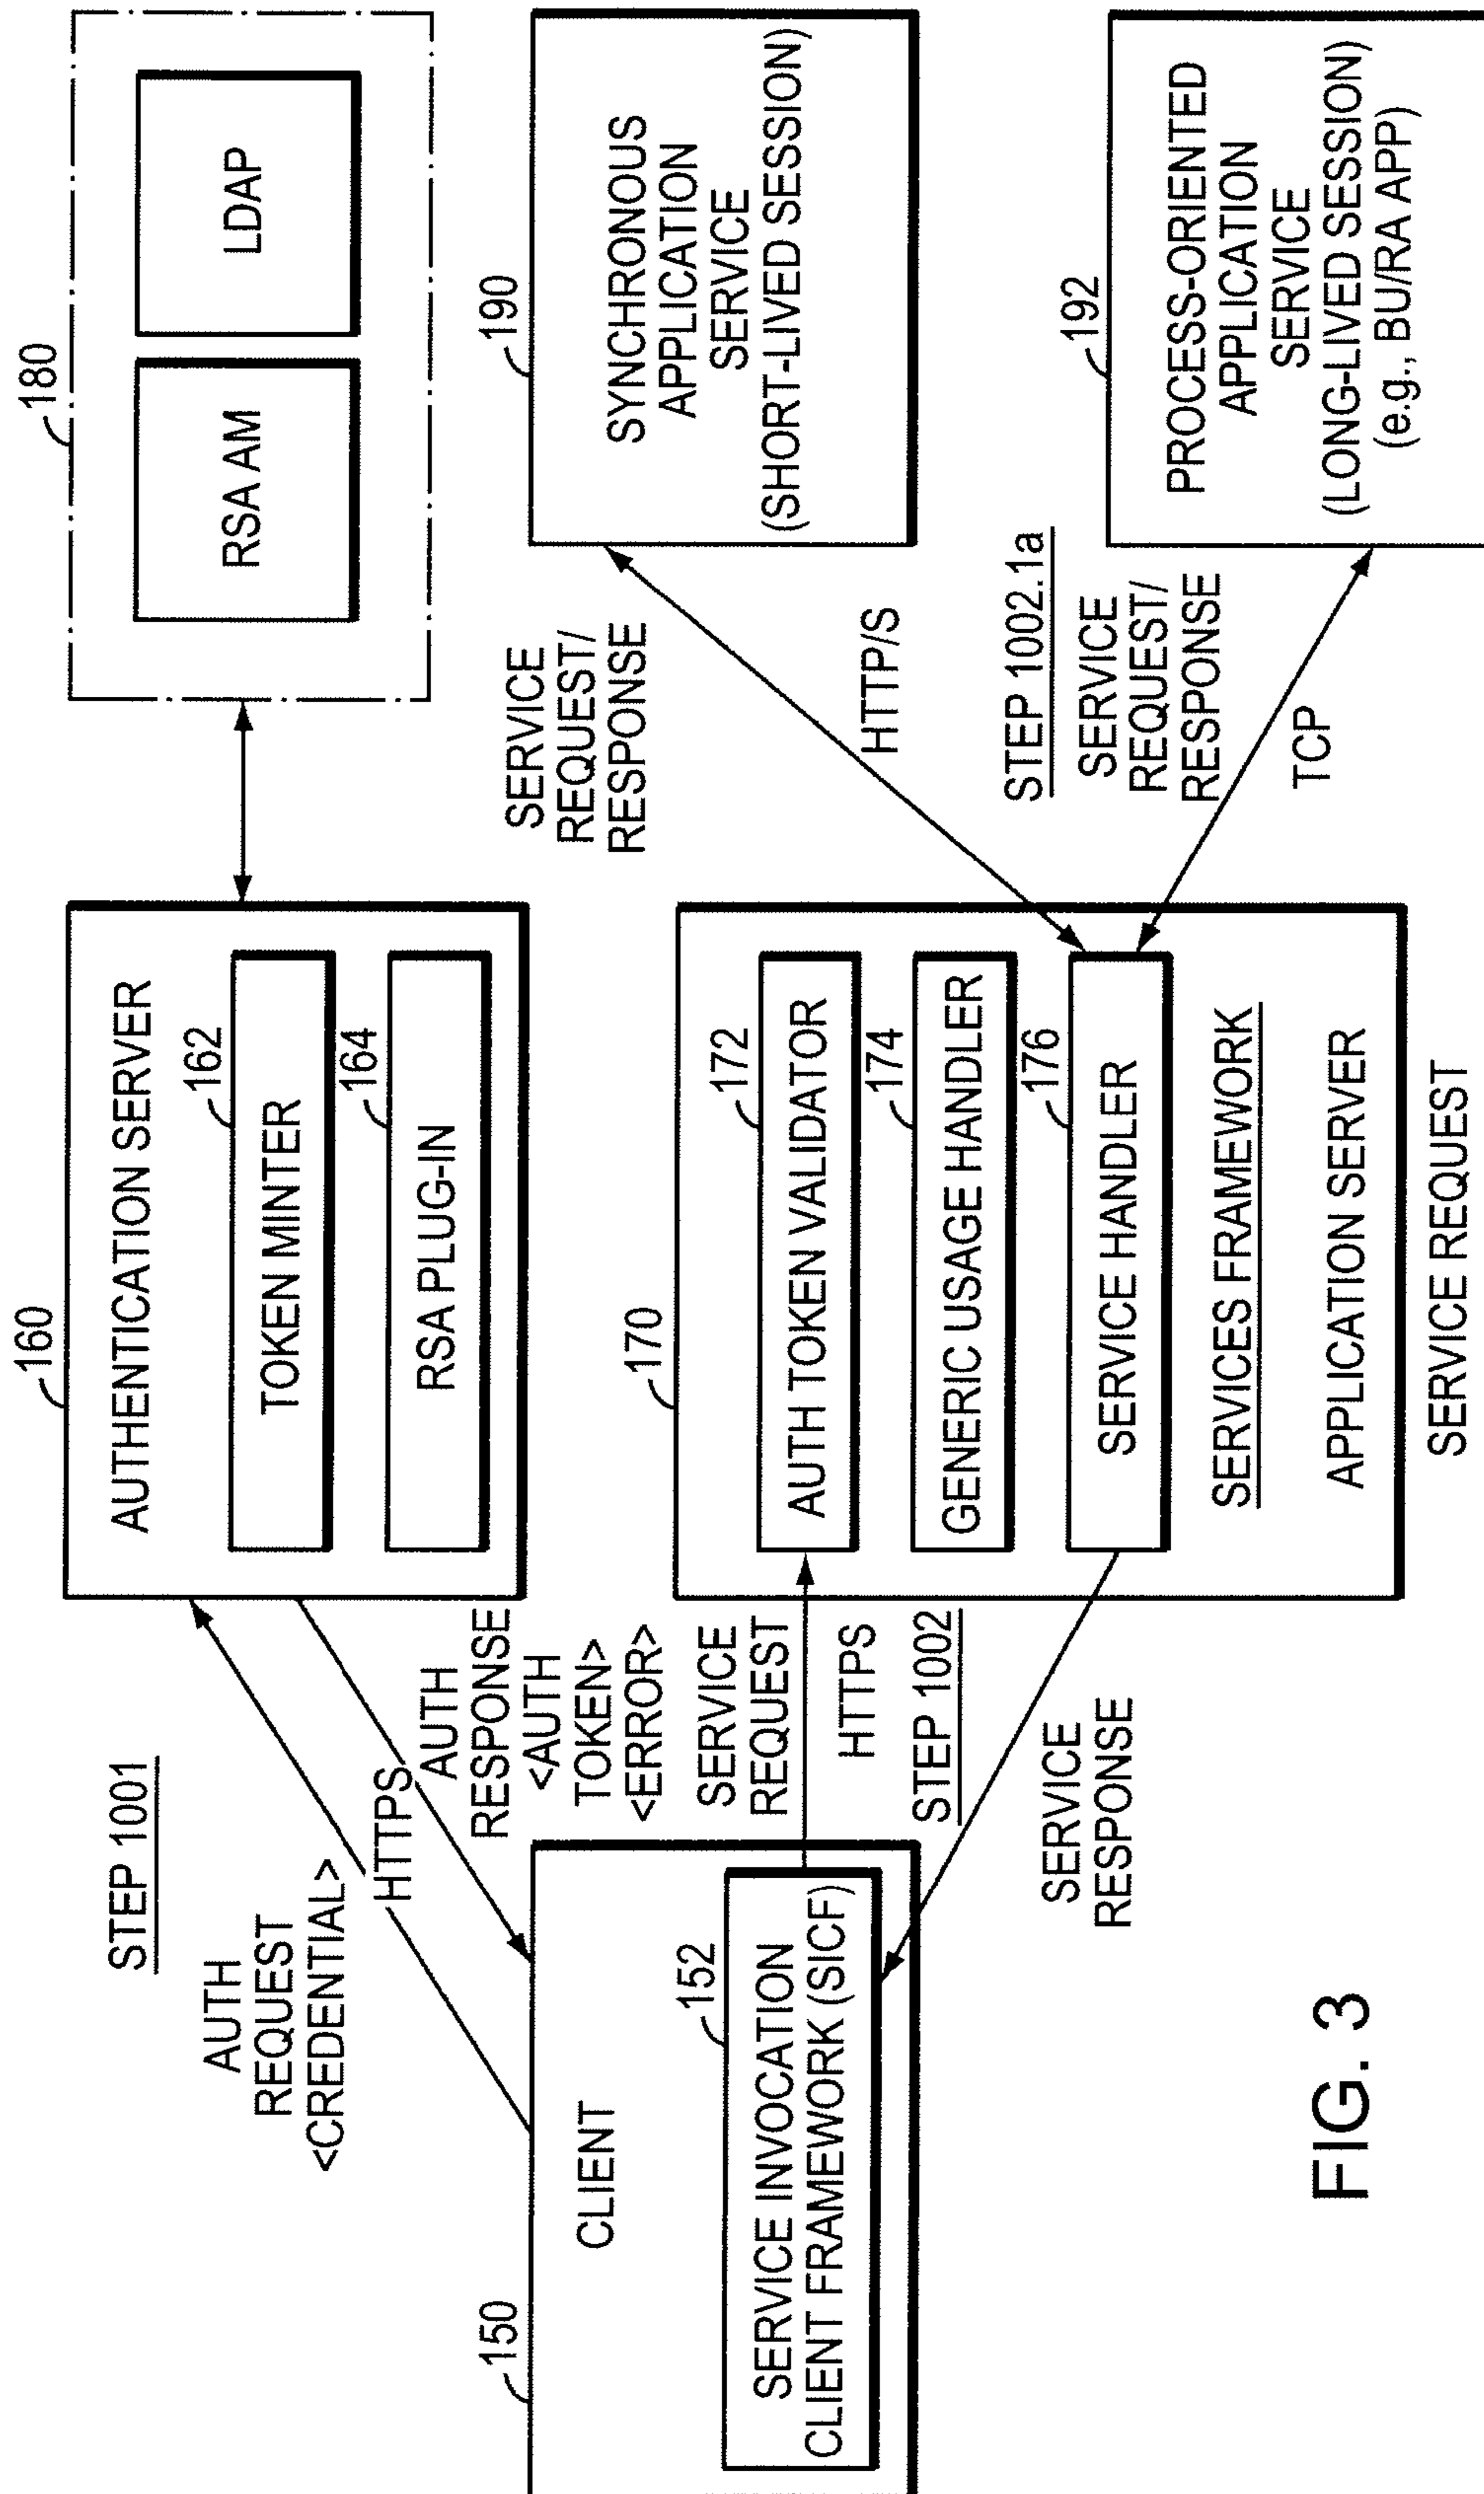 STEP 1001
AUTH
REQUEST
<CREDENTIAL>
HTTPS
AUTH
RESPONSE
<AUTH
TOKEN>
<ERROR>
150
CLIENT
152
SERVICE INVOCATION
CLIENT FRAMEWORK (SICF)
SERVICE
REQUEST
HTTPS
STEP 1002
SERVICE
RESPONSE
160
AUTHENTICATION SERVER
162
TOKEN MINTER
164
RSA PLUG-IN
170
172
AUTH TOKEN VALIDATOR
174
GENERIC USAGE HANDLER
176
SERVICE HANDLER
SERVICES FRAMEWORK
APPLICATION SERVER
SERVICE REQUEST
180
RSA AM
LDAP
SERVICE
REQUEST/
RESPONSE
HTTP/S
190
SYNCHRONOUS
APPLICATION
SERVICE
(SHORT-LIVED SESSION)
STEP 1002.1a
SERVICE
REQUEST/
RESPONSE
TCP
192
PROCESS-ORIENTED
APPLICATION
SERVICE
(LONG-LIVED SESSION)
(e.g., BU/RA APP)
FIG. 3